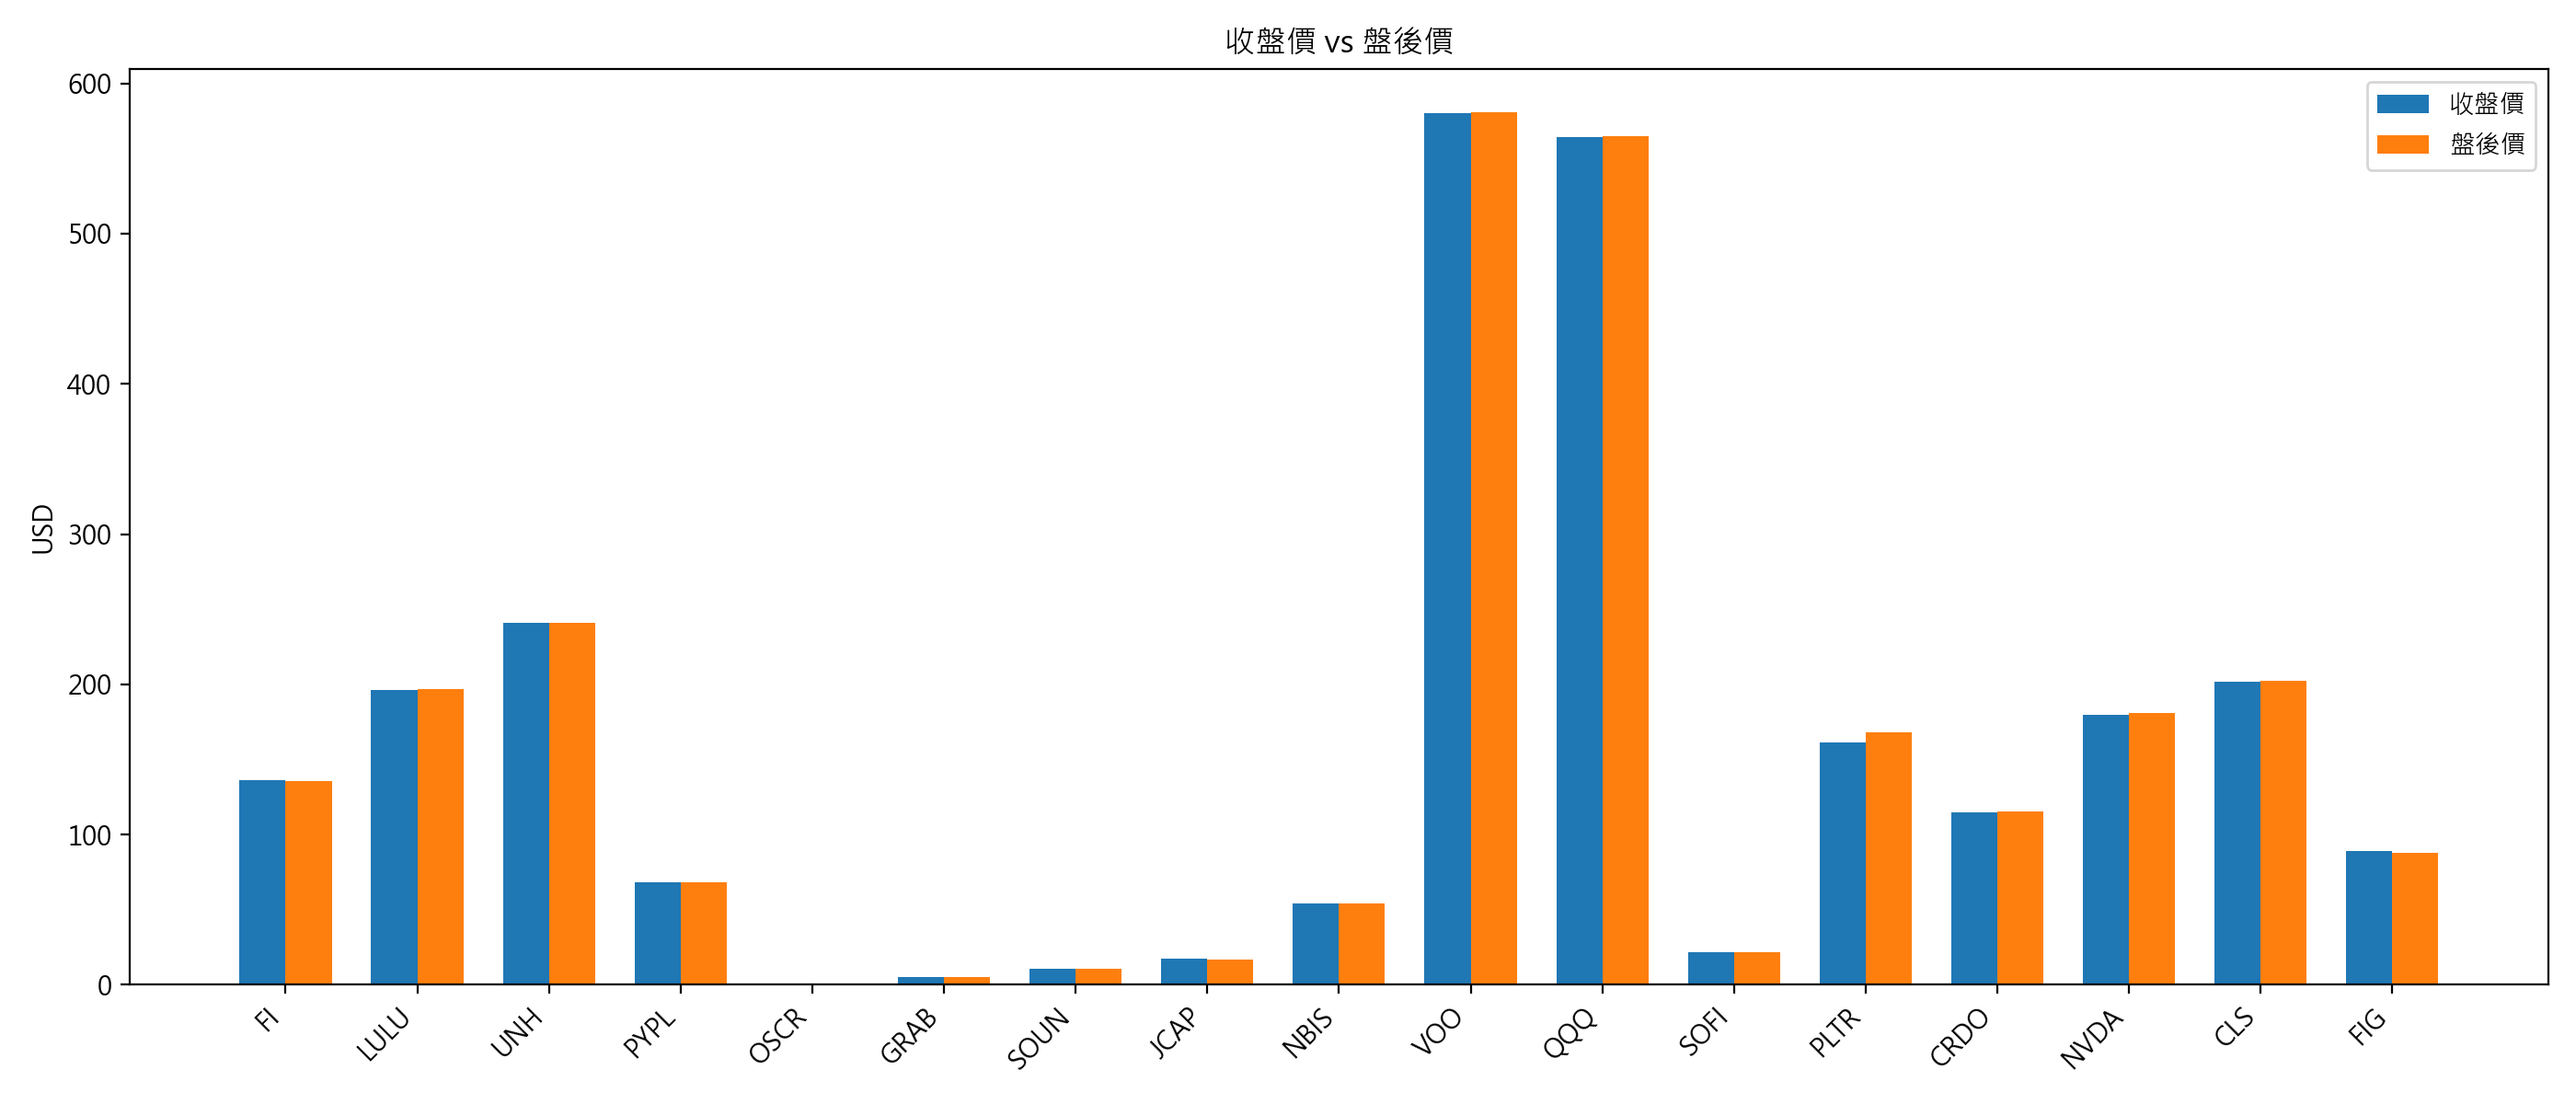 收盤價 vs 盤後價
600
500
400
300
200
100
0
USD
收盤價
盤後價
FI
LULU
UNH
PYPL
OSCR
GRAB
SOUN
JCAP
NBIS
VOO
QQQ
SOFI
PLTR
CRDO
NVDA
CLS
FIG